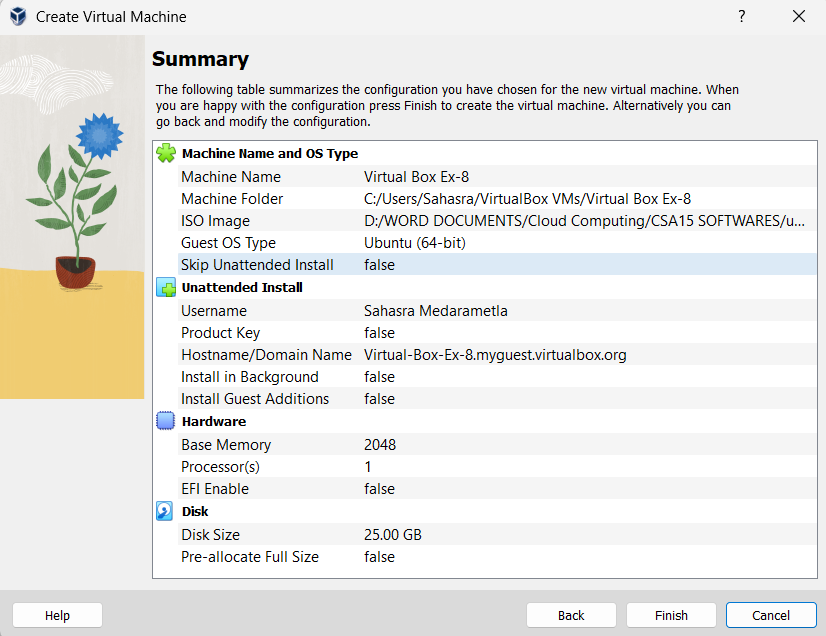 Create Virtual Machine
?
Summary
The following table summarizes the configuration you have chosen for the new virtual machine. When
you are happy with the configuration press Finish to create the virtual machine. Alternatively you can
go back and modify the configuration.
Machine Name and OS Type
Machine Name Virtual Box Ex-8
Machine Folder C:/Users/Sahasra/VirtualBox VMs/Virtual Box Ex-8
ISO Image D:/WORD DOCUMENTS/Cloud Computing/CSA15 SOFTWARES/u...
Guest OS Type Ubuntu (64-bit)
Skip Unattended Install false
Unattended Install
Username Sahasra Medarametla
Product Key false
Hostname/Domain Name Virtual-Box-Ex-8.myguest.virtualbox.org
Install in Background false
Install Guest Additions false
Hardware
Base Memory 2048
Processor(s) 1
EFI Enable false
Disk
Disk Size 25.00 GB
Pre-allocate Full Size false
Help Back Finish Cancel